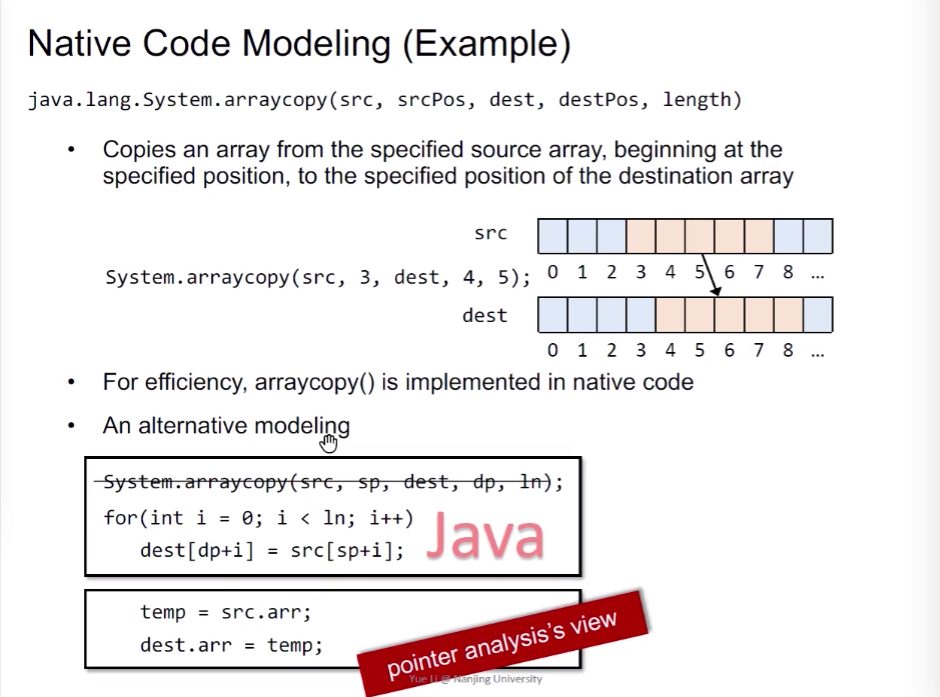 Native Code Modeling (Example)
java.lang.System.arraycopy(src, srcPos, dest, destPos, length)
• Copies an array from the specified source array, beginning at the
specified position, to the specified position of the destination array
src
0 1 2 3 4 5 6 7 8 ...
System.arraycopy(src, 3, dest, 4, 5);
dest
0 1 2 3 4 5 6 7 8 ...
• For efficiency, arraycopy() is implemented in native code
• An alternative modeling
System.arraycopy(src, sp, dest, dp, ln);
for(int i = 0; i < ln; i++)
dest[dp+i] = src[sp+i];
Java
temp = src.arr;
dest.arr = temp;
pointer analysis's view
Yue Li @ Nanjing University